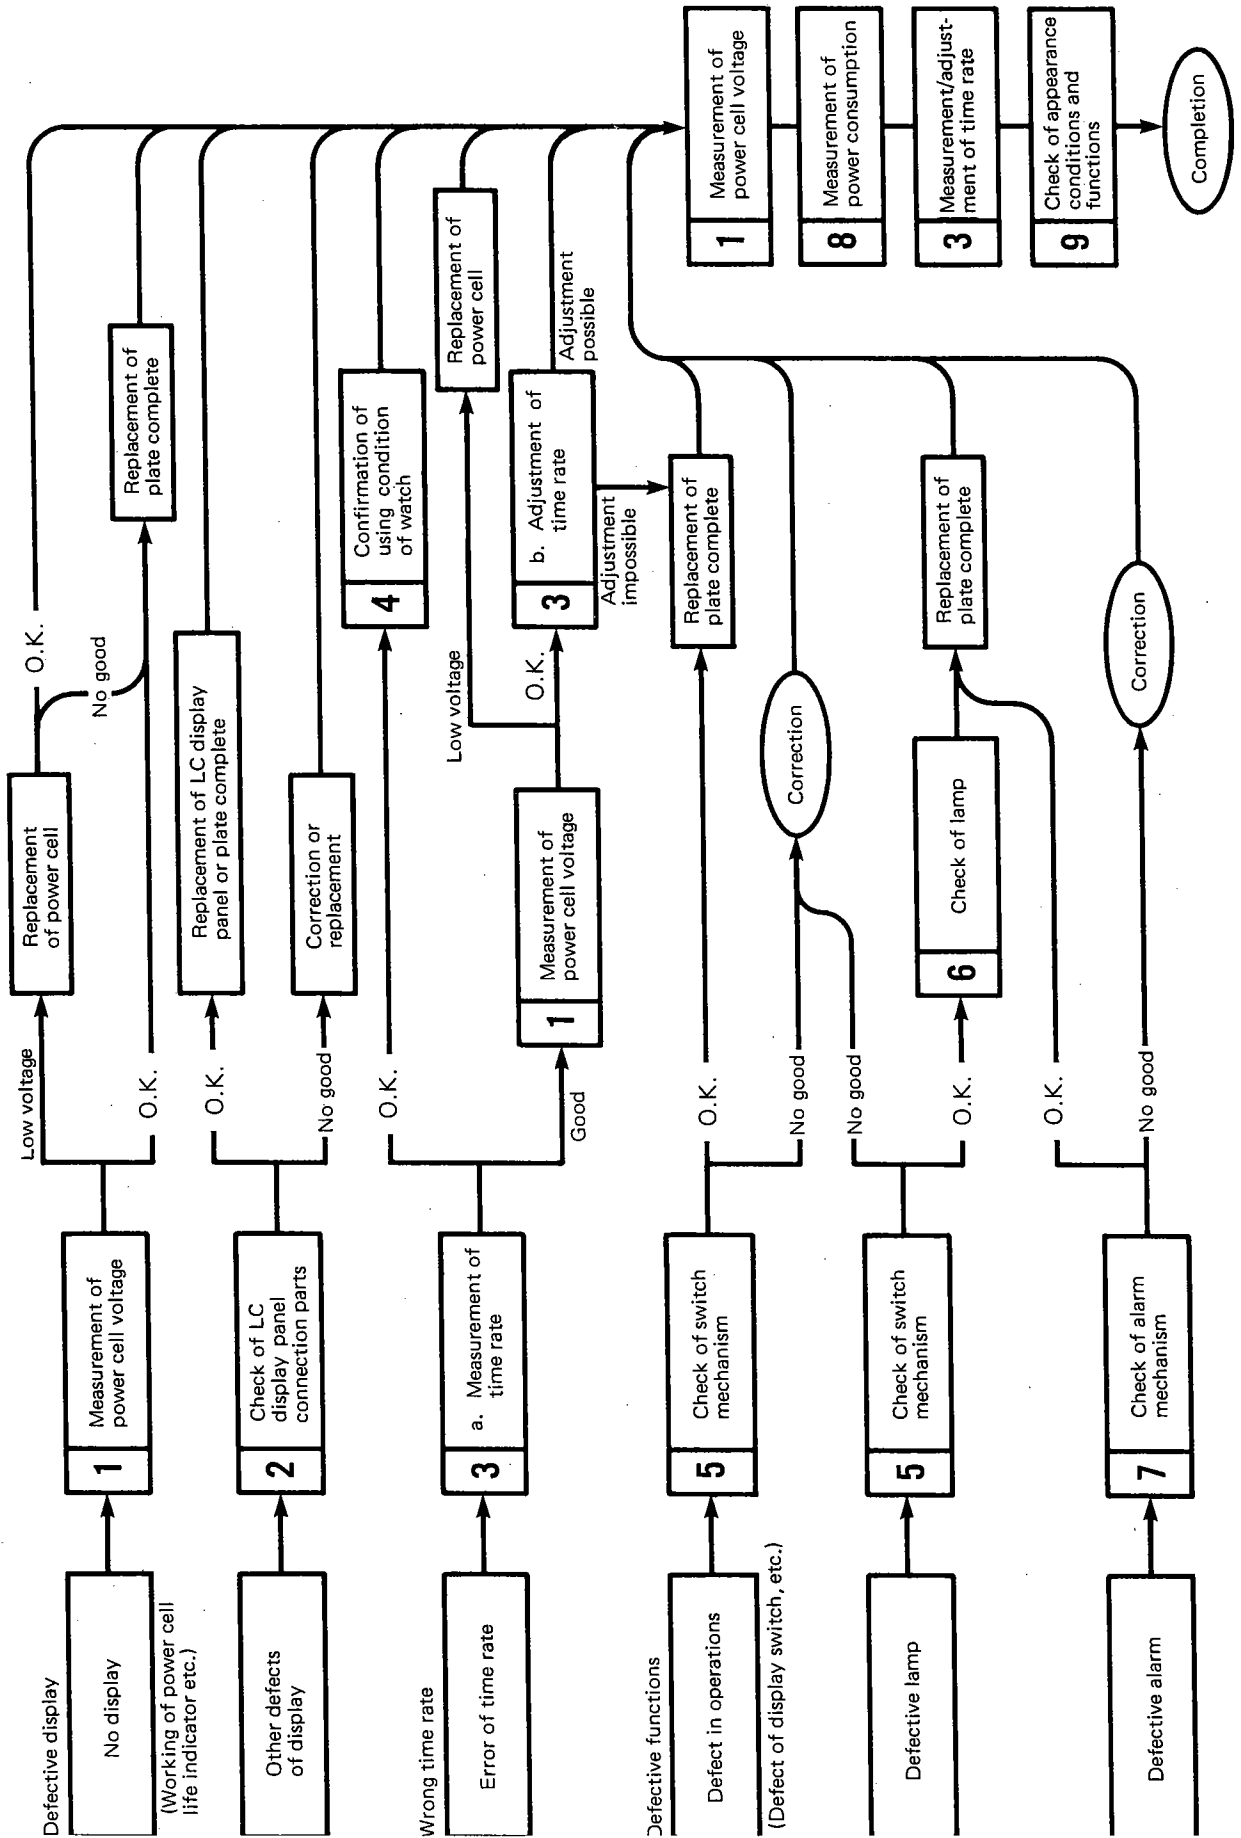 Defective display
No display
(Working of power cell
life indicator etc.)
1
Measurement of
power cell voltage
Low voltage
O.K.
Replacement
of power cell
O.K.
No good
Replacement of
plate complete
Other defects
of display
2
Check of LC
display panel
connection parts
O.K.
No good
Replacement of LC display
panel or plate complete
Correction or
replacement
Wrong time rate
Error of time rate
3
a. Measurement of
time rate
O.K.
Good
4
Confirmation of
using condition
of watch
1
Measurement of
power cell voltage
Low voltage
O.K.
Replacement of
power cell
3
b. Adjustment of
time rate
Adjustment
possible
Adjustment
impossible
Defective functions
Defect in operations
(Defect of display switch, etc.)
5
Check of switch
mechanism
O.K.
No good
Replacement of
plate complete
Correction
Defective lamp
5
Check of switch
mechanism
No good
O.K.
6
Check of lamp
Replacement of
plate complete
Defective alarm
7
Check of alarm
mechanism
O.K.
No good
Correction
1
Measurement of
power cell voltage
8
Measurement of
power consumption
3
Measurement/adjust-
ment of time rate
9
Check of appearance
conditions and
functions
Completion